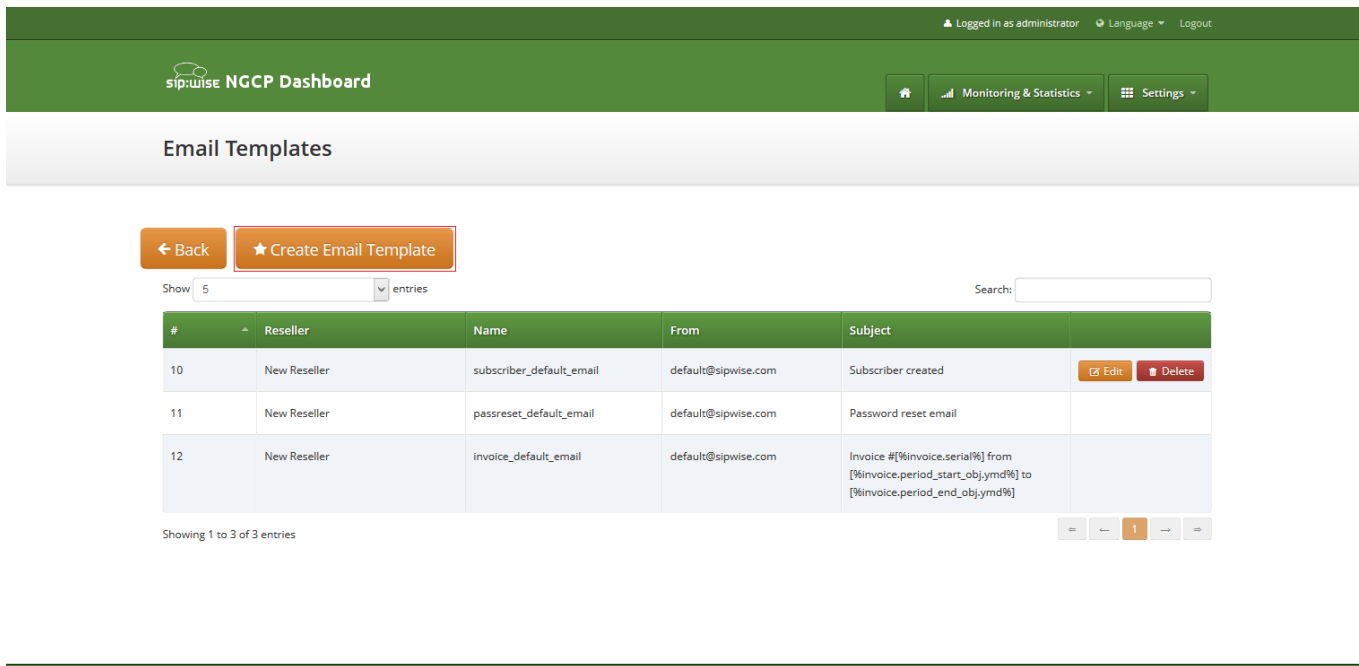 Logged in as administrator Language Logout
sip:wise NGCP Dashboard
Monitoring & Statistics Settings
Email Templates
Back Create Email Template
Show 5 entries Search:
# Reseller Name From Subject
10 New Reseller subscriber_default_email default@sipwise.com Subscriber created Edit Delete
11 New Reseller passreset_default_email default@sipwise.com Password reset email
12 New Reseller invoice_default_email default@sipwise.com Invoice #[%invoice.serial%] from
[%invoice.period_start_obj.ymd%] to
[%invoice.period_end_obj.ymd%]
Showing 1 to 3 of 3 entries ⇐ ← 1 → ⇒